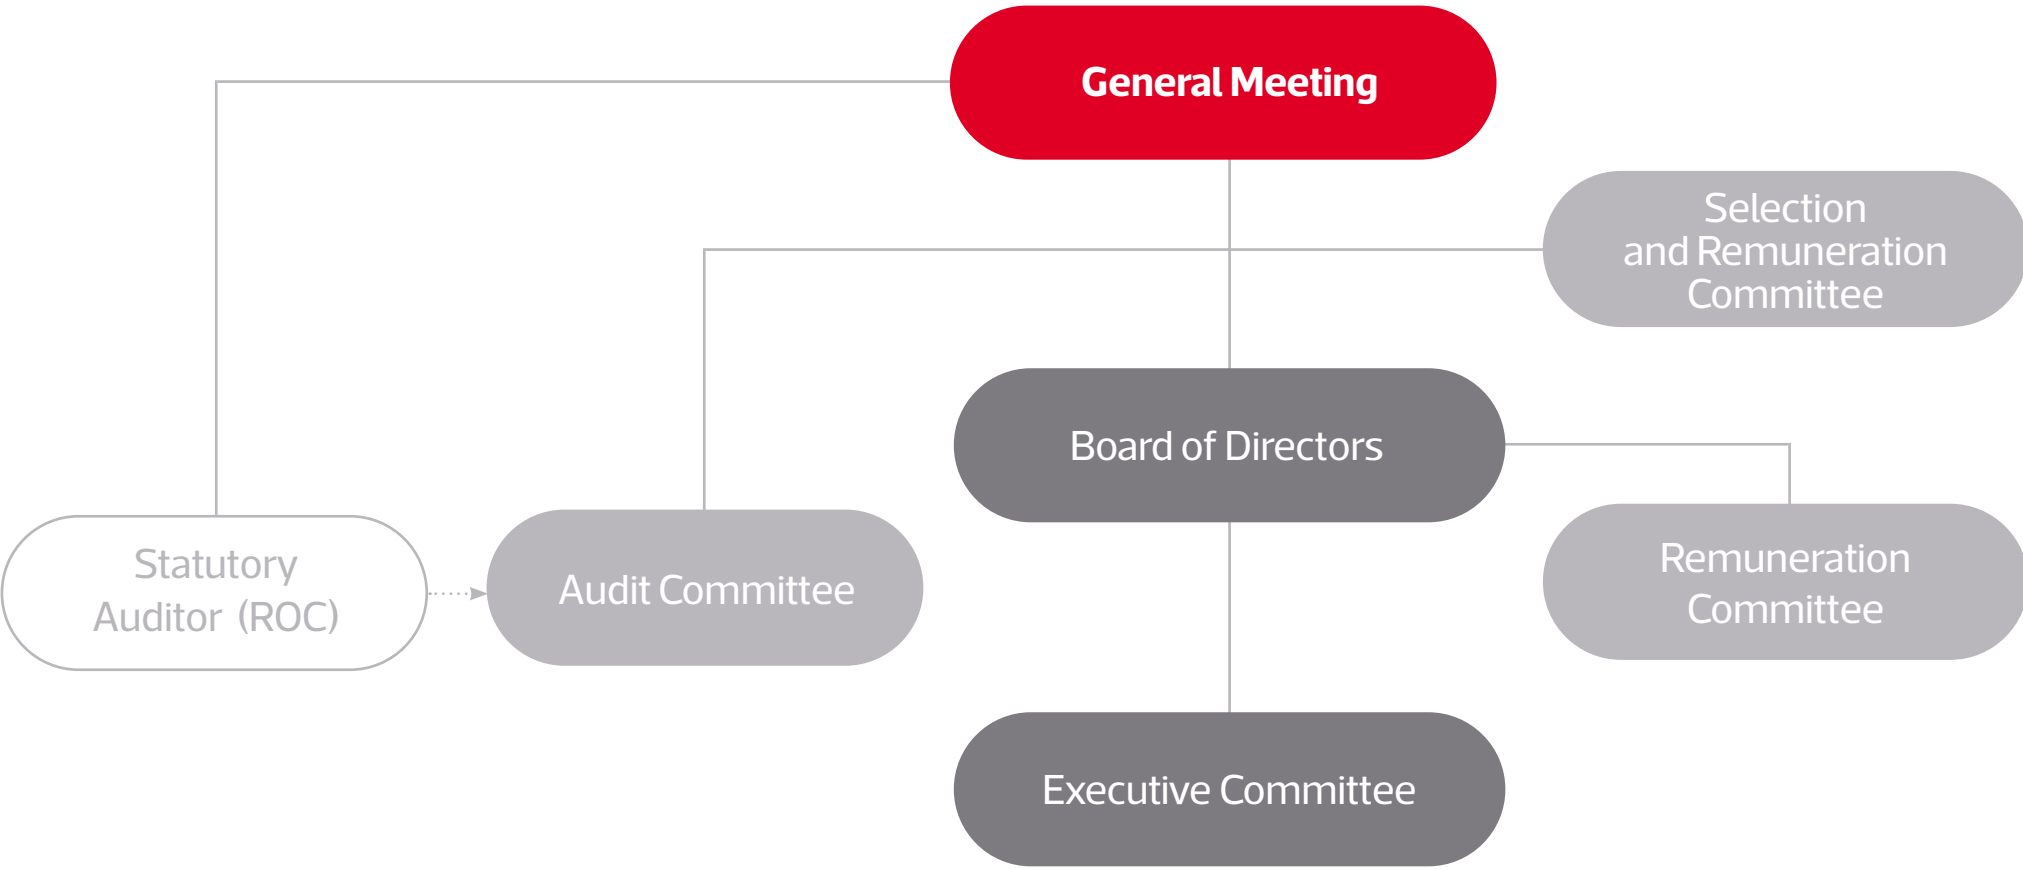 General Meeting
Selection
and Remuneration
Committee
Board of Directors
Statutory
Auditor (ROC)
Audit Committee
Remuneration
Committee
Executive Committee